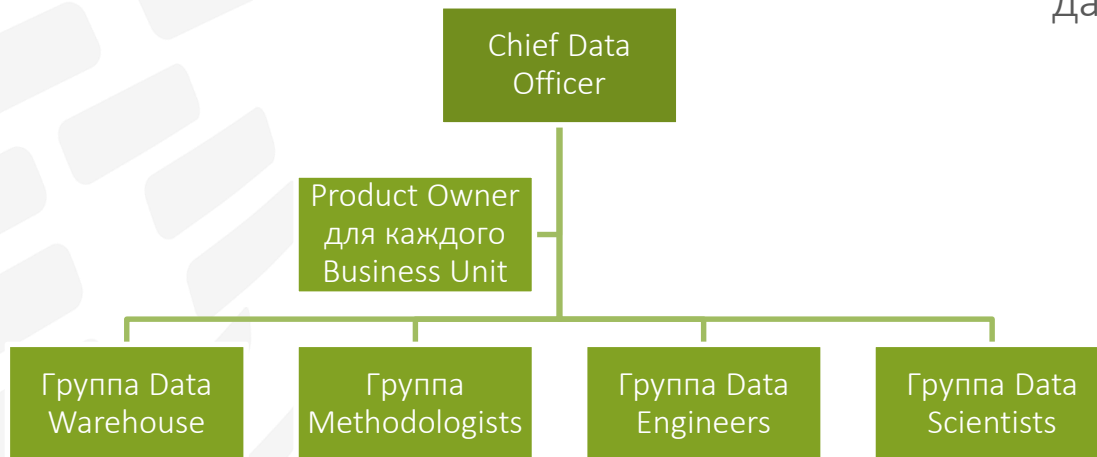 да
Chief Data
Officer
Product Owner
для каждого
Business Unit
Группа Data
Warehouse
Группа
Methodologists
Группа Data
Engineers
Группа Data
Scientists